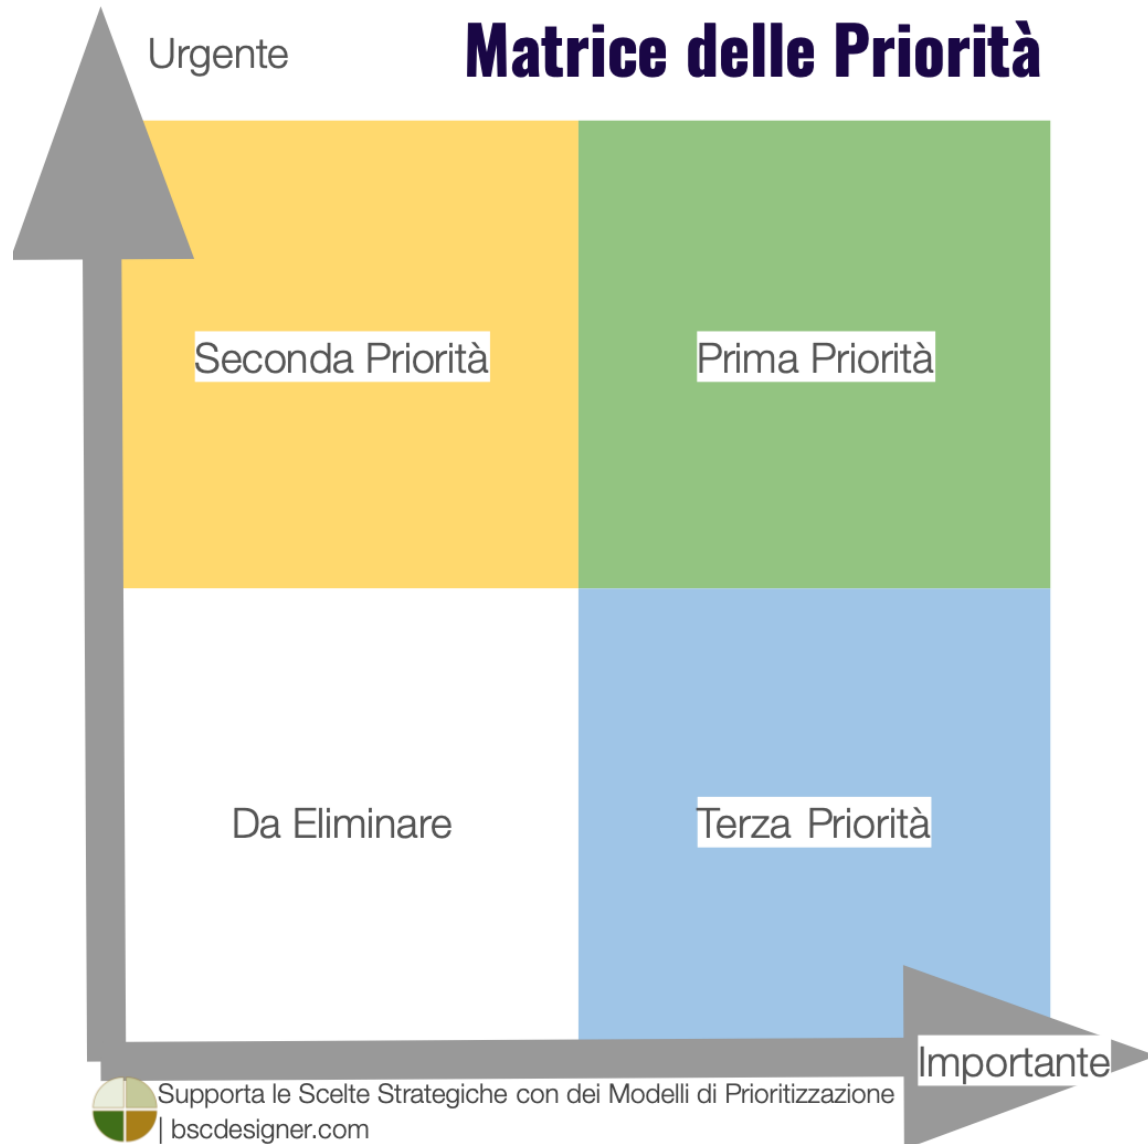 Urgente
Matrice delle Priorità
Seconda Priorità
Prima Priorità
Da Eliminare
Terza Priorità
Importante
Supporta le Scelte Strategiche con dei Modelli di Prioritizzazione
| bscdesigner.com